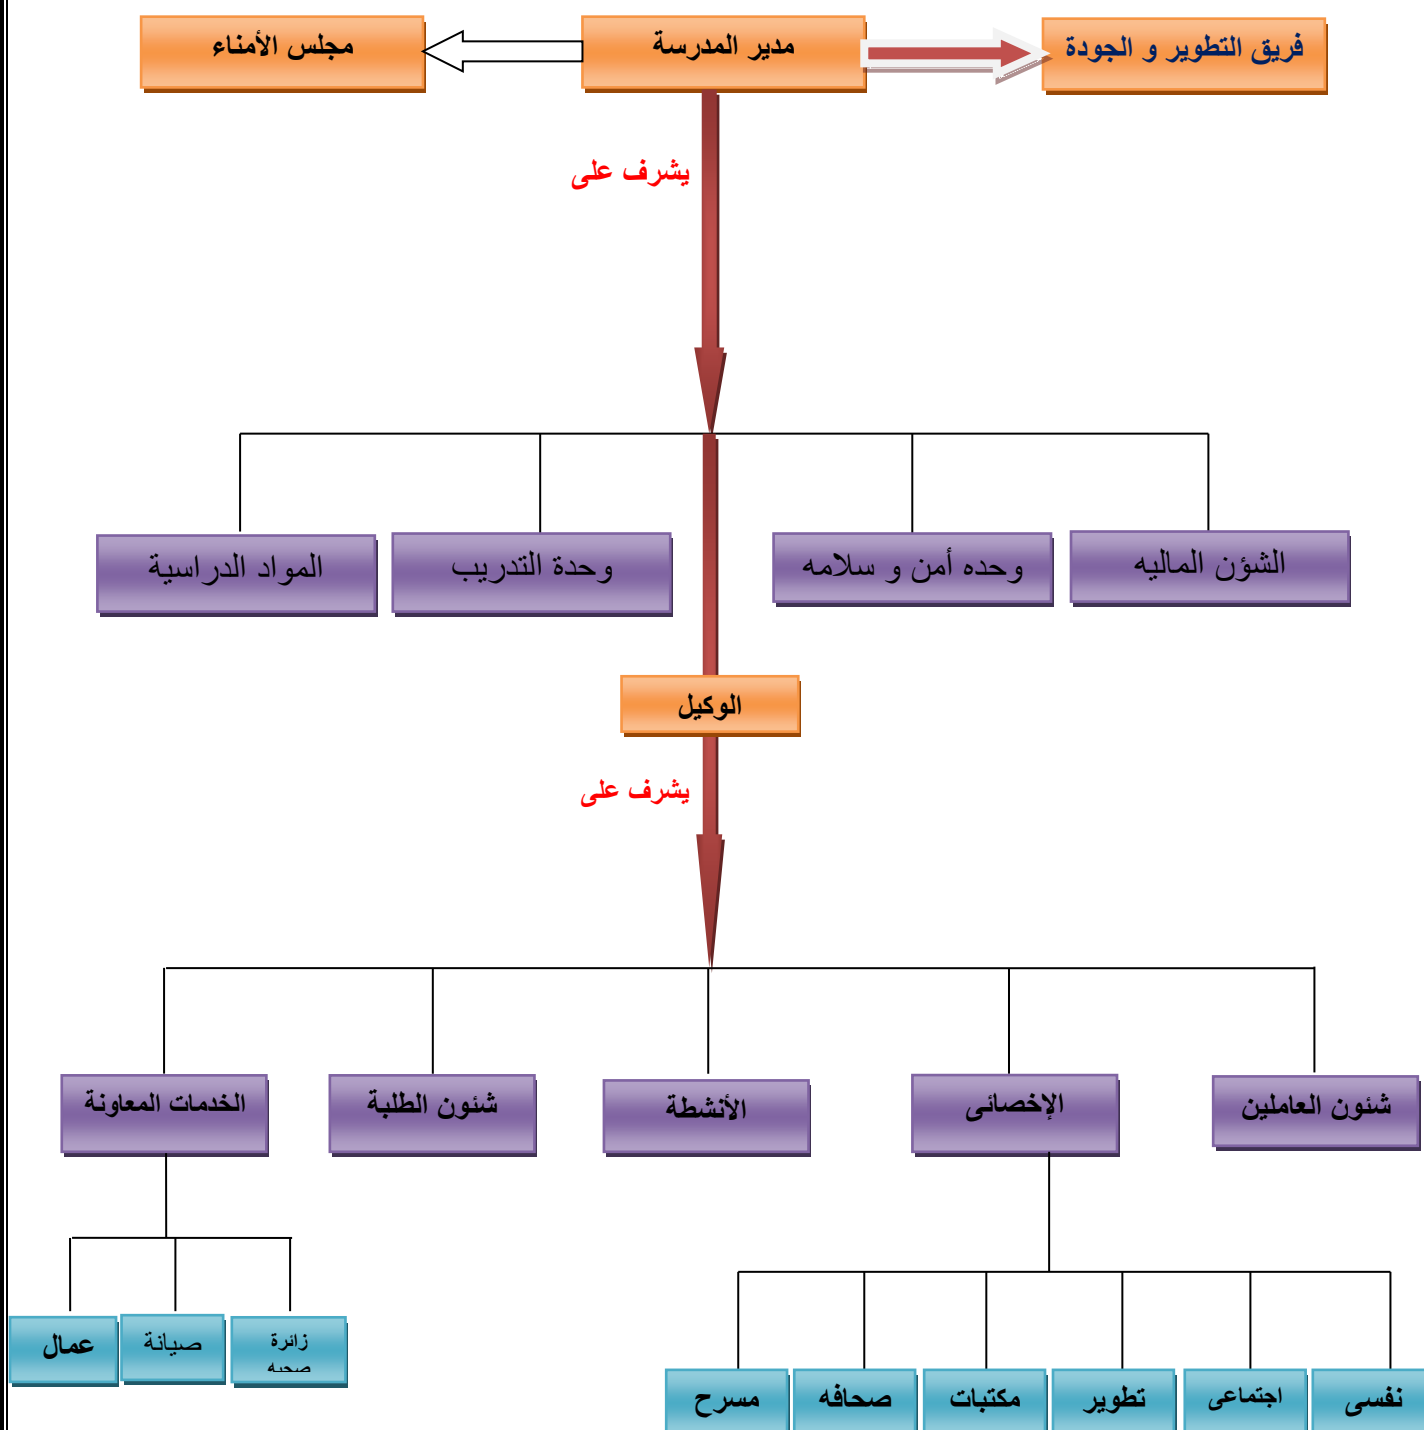 فريق التطوير و الجودة
مدير المدرسة
مجلس الأمناء
يشرف على
الشؤن الماليه
وحده أمن و سلامه
وحدة التدريب
المواد الدراسية
الوكيل
يشرف على
شئون العاملين
الإخصائى
الأنشطة
شئون الطلبة
الخدمات المعاونة
زائرة
صحيه
صيانة
عمال
نفسى
اجتماعى
تطوير
مكتبات
صحافه
مسرح